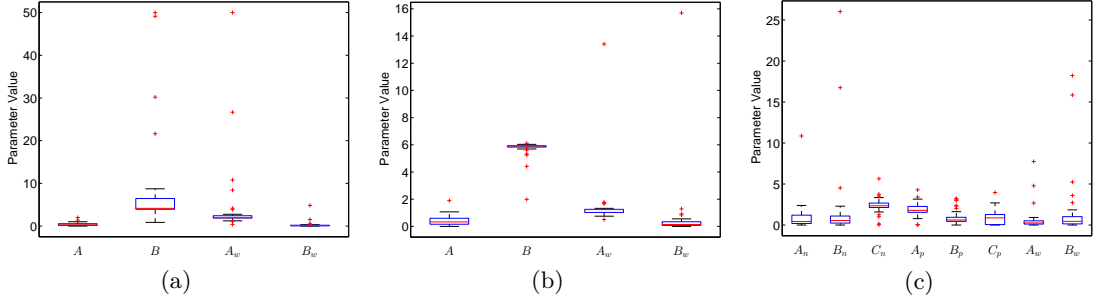 50
40
30
20
10
0
Parameter Value
A
B
A_w
B_w
(a)
16
14
12
10
8
6
4
2
0
Parameter Value
A
B
A_w
B_w
(b)
25
20
15
10
5
0
Parameter Value
A_n
B_n
C_n
A_p
B_p
C_p
A_w
B_w
(c)